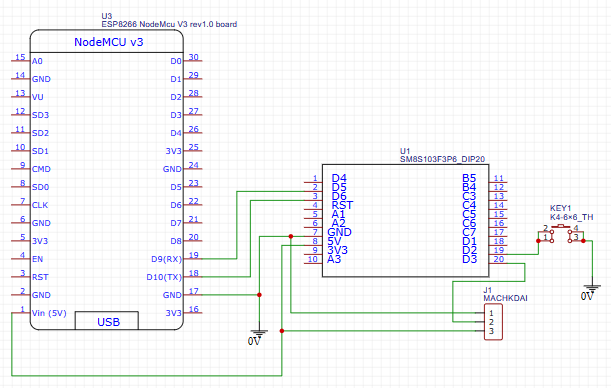 U3
ESP8266 NodeMcu V3 rev1.0 board
NodeMCU v3
15 A0 D0 30
14 GND D1 29
13 VU D2 28
12 SD3 D3 27
11 SD2 D4 26
10 SD1 3V3 25
9 CMD GND 24
8 SD0 D5 23
7 CLK D6 22
6 GND D7 21
5 3V3 D8 20
4 EN D9(RX) 19
3 RST D10(TX) 18
2 GND GND 17
1 Vin (5V) 3V3 16
USB
0V
U1
SM8S103F3P6_DIP20
1 D4 B5 11
2 D5 B4 12
3 D6 C3 13
4 RST C4 14
5 A1 C5 15
6 A2 C6 16
7 GND C7 17
8 5V D1 18
9 3V3 D2 19
10 A3 D3 20
KEY1
K4-6×6_TH
2 4
1 3
0V
J1
MACHKDAI
1
2
3